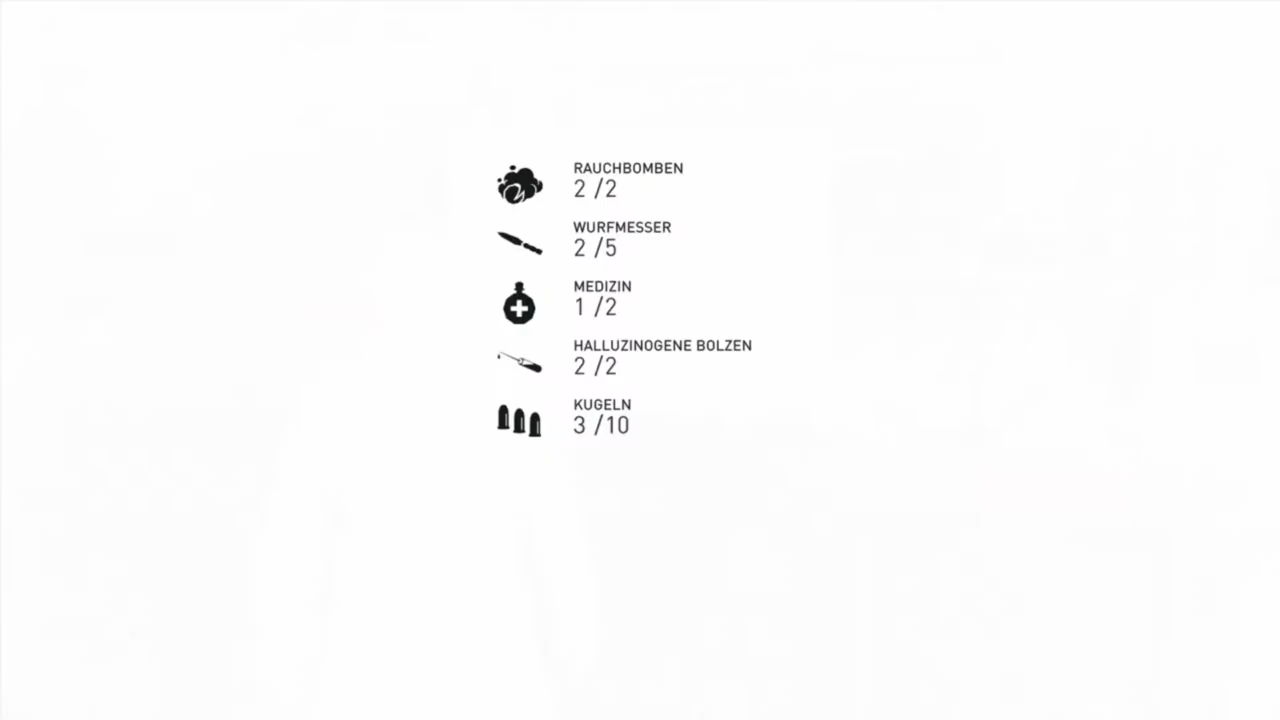 RAUCHBOMBEN
2 /2
WURFMESSER
2 /5
MEDIZIN
1 /2
HALLUZINOGENE BOLZEN
2 /2
KUGELN
3 /10